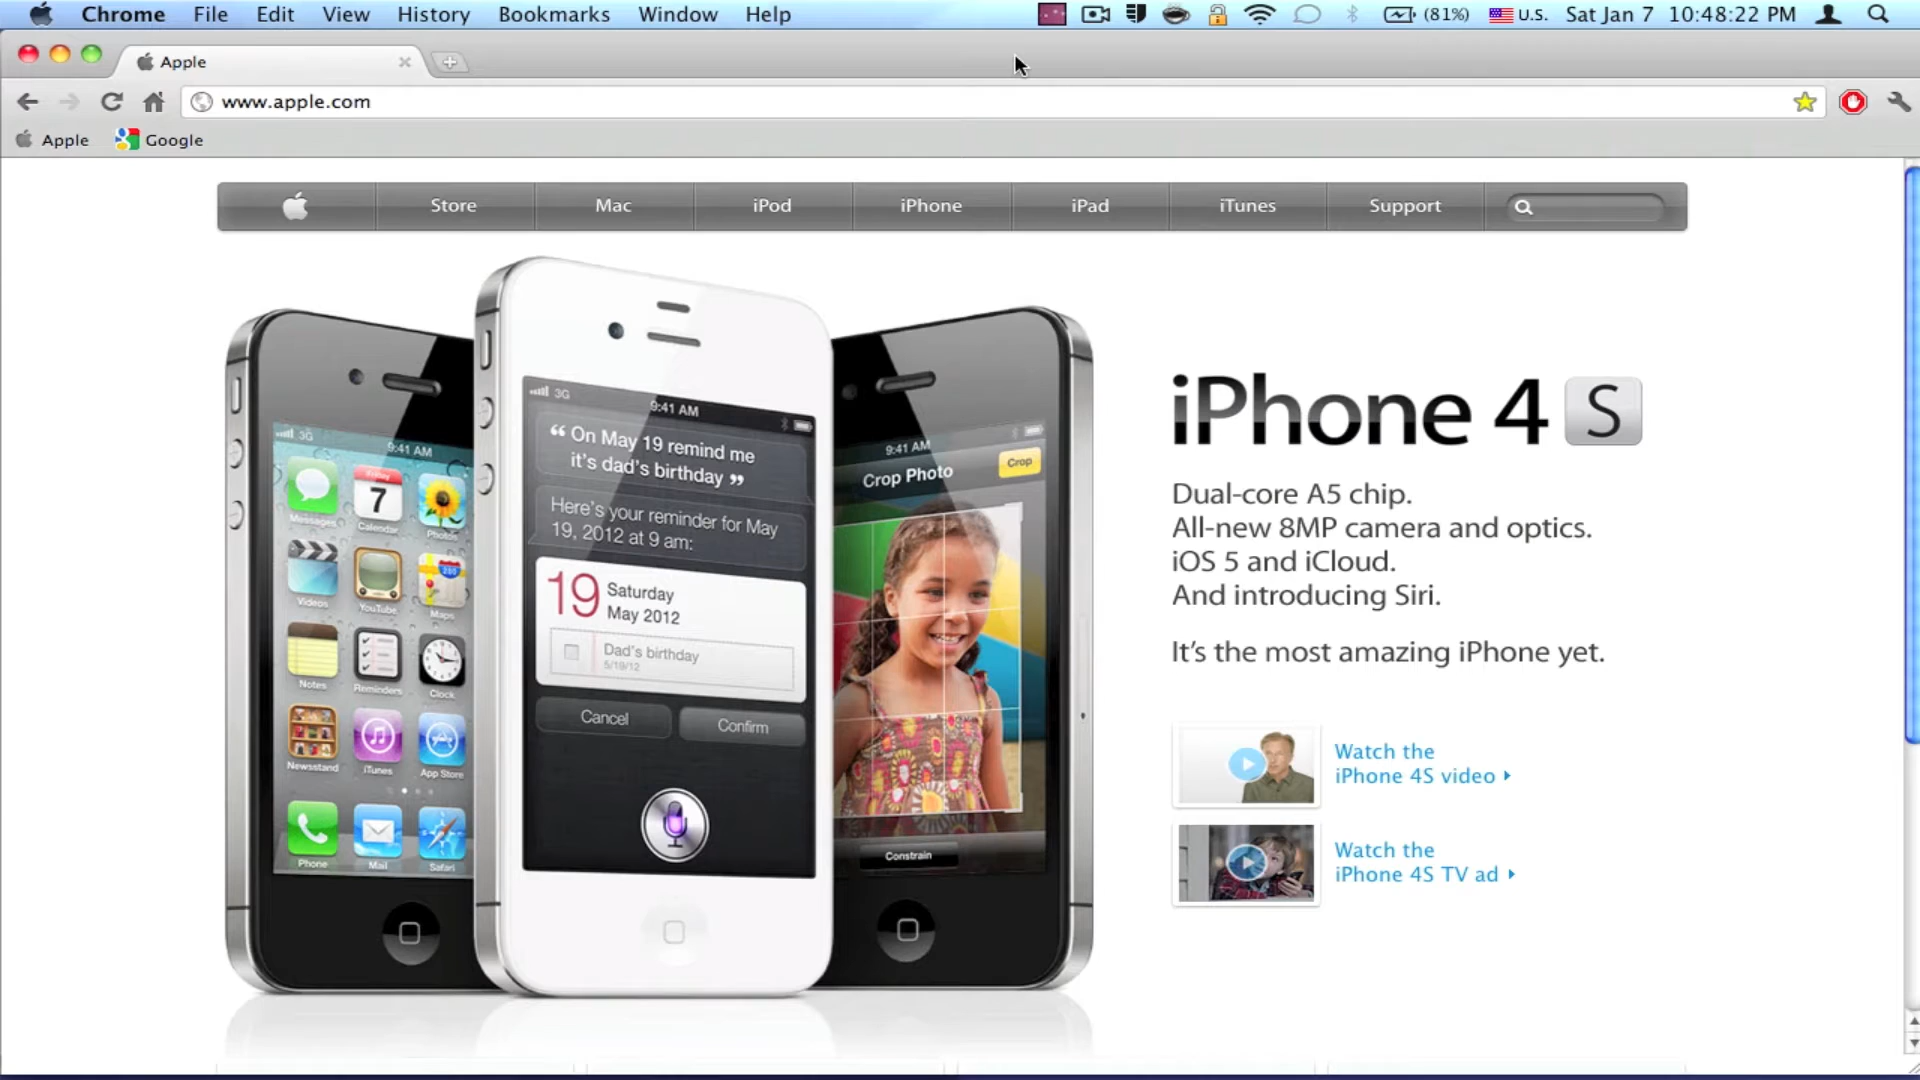 Chrome File Edit View History Bookmarks Window Help (81%) U.S. Sat Jan 7 10:48:22 PM
Apple
www.apple.com
Apple Google
Store Mac iPod iPhone iPad iTunes Support
3G
9:41 AM
Messages
7
Calendar
Photos
Videos
YouTube
Maps
Notes
Reminders
Clock
Newsstand
iTunes
App Store
Phone
Mail
Safari
3G
9:41 AM
“ On May 19 remind me
it’s dad’s birthday ”
Here’s your reminder for May
19, 2012 at 9 am:
19 Saturday
May 2012
Dad’s birthday
5/19/12
Cancel Confirm
9:41 AM
Crop Photo
Crop
Constrain
iPhone 4 S
Dual-core A5 chip.
All-new 8MP camera and optics.
iOS 5 and iCloud.
And introducing Siri.
It’s the most amazing iPhone yet.
Watch the
iPhone 4S video
Watch the
iPhone 4S TV ad